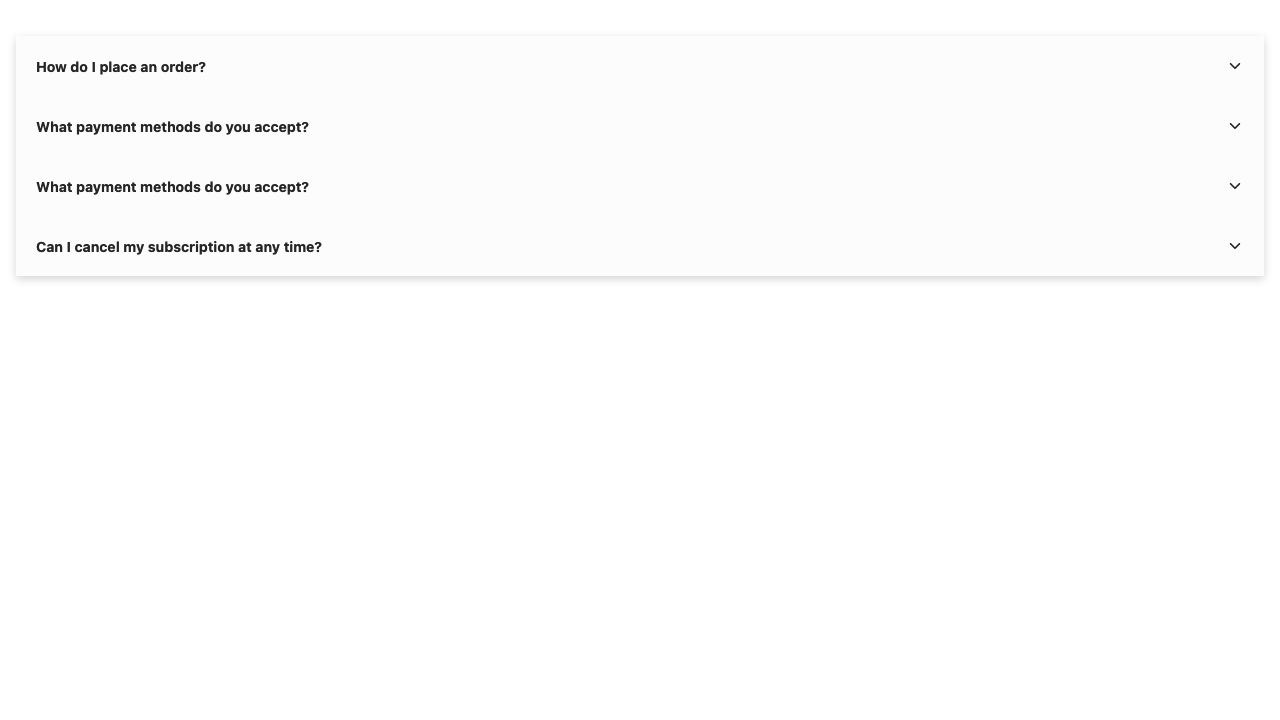 How do I place an order?
What payment methods do you accept?
What payment methods do you accept?
Can I cancel my subscription at any time?